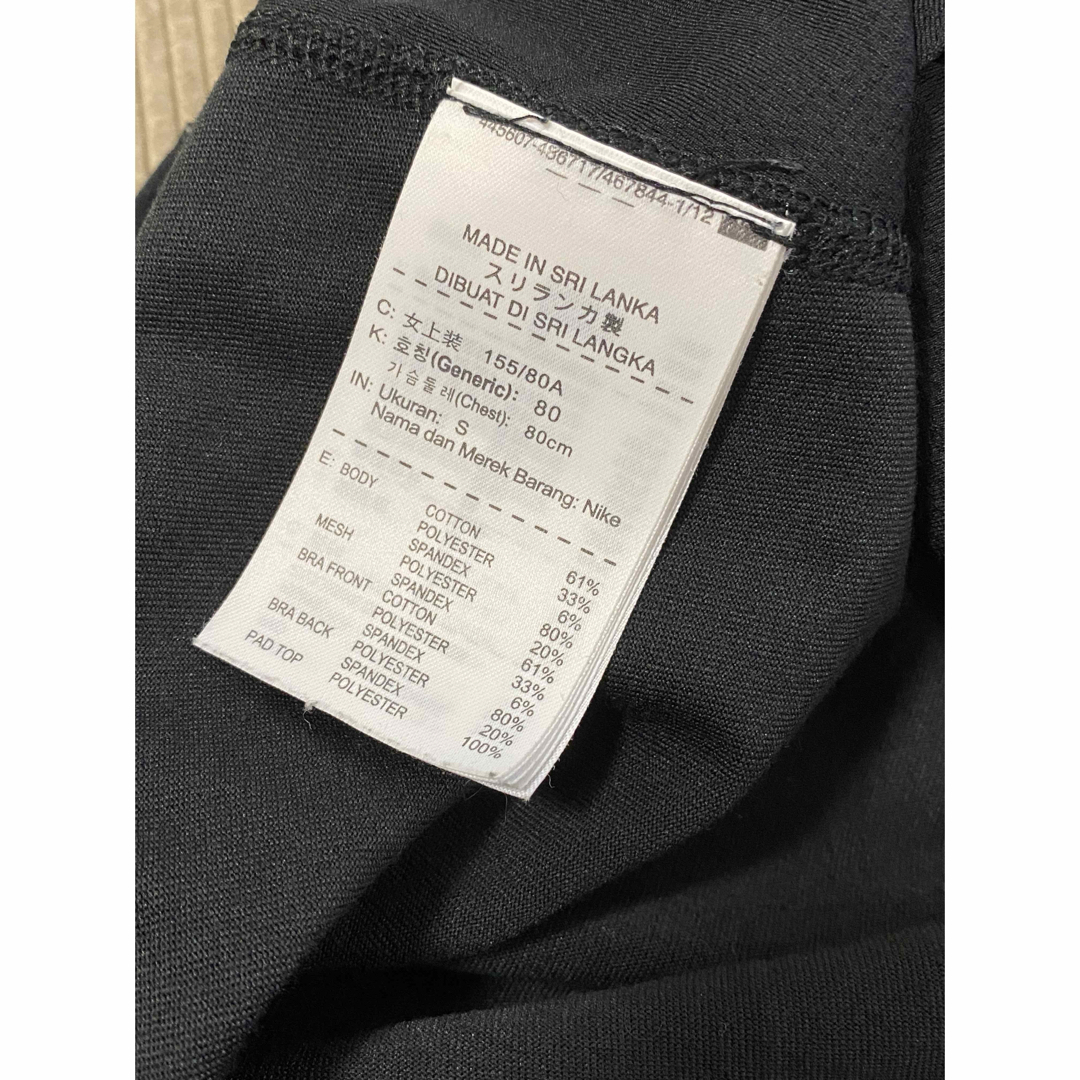 445607-486717/467844-1/12
MADE IN SRI LANKA
スリランカ製
DIBUAT DI SRI LANGKA
C: 女上装 155/80A
K: 호칭(Generic): 80
가슴둘레(Chest): 80cm
IN: Ukuran: S
Nama dan Merek Barang: Nike
E: BODY COTTON 61%
POLYESTER 33%
SPANDEX 6%
MESH POLYESTER 80%
SPANDEX 20%
BRA FRONT COTTON 61%
POLYESTER 33%
SPANDEX 6%
BRA BACK POLYESTER 80%
SPANDEX 20%
PAD TOP POLYESTER 100%